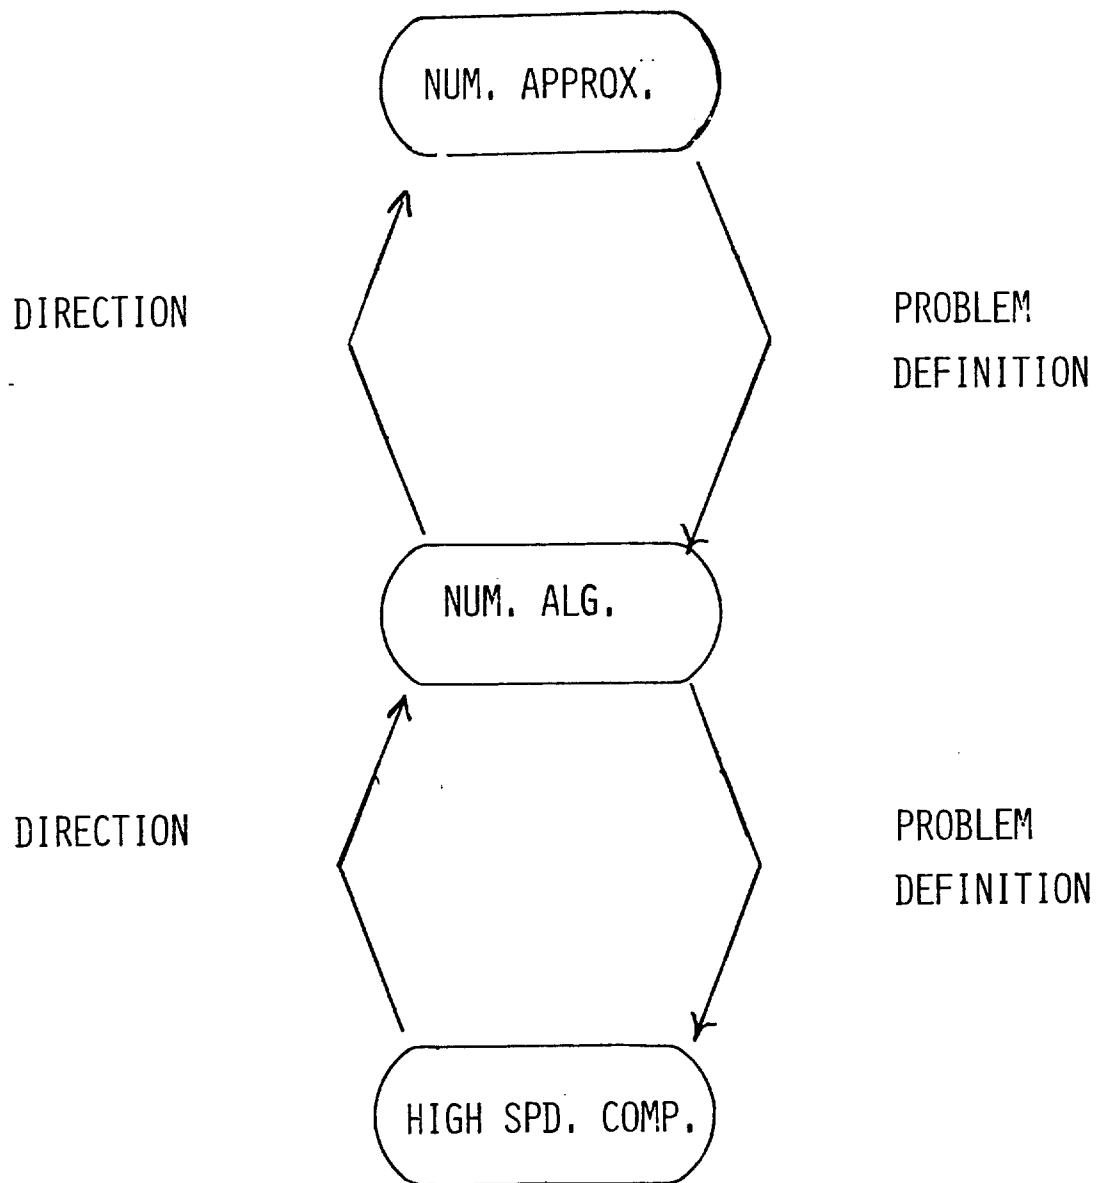 NUM. APPROX.
DIRECTION
PROBLEM
DEFINITION
NUM. ALG.
DIRECTION
PROBLEM
DEFINITION
HIGH SPD. COMP.